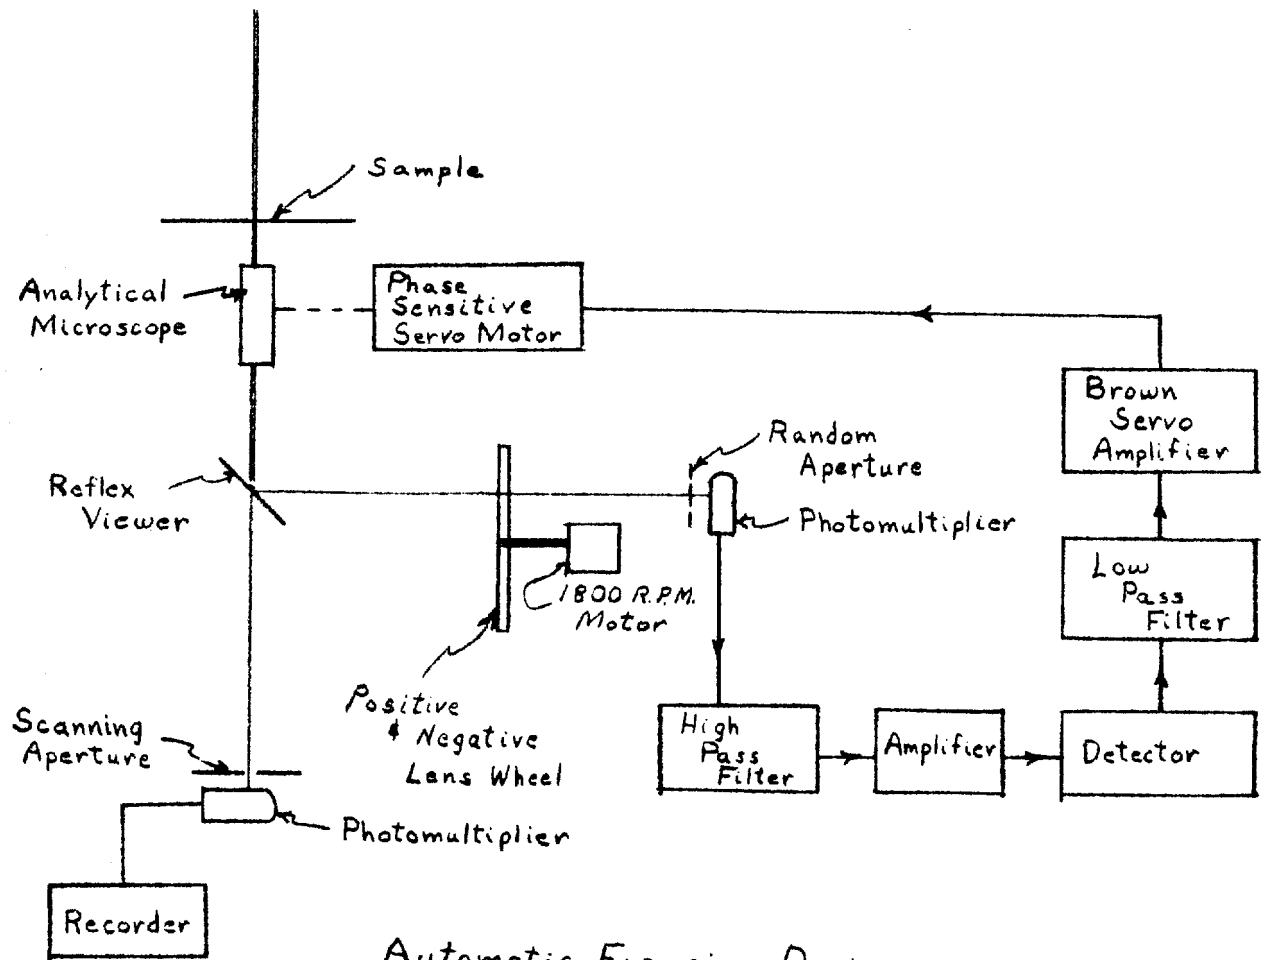 Sample
Analytical
Microscope
Phase
Sensitive
Servo Motor
Brown
Servo
Amplifier
Random
Aperture
Reflex
Viewer
Photomultiplier
Low
Pass
Filter
1800 R.P.M.
Motor
Positive
& Negative
Lens Wheel
Scanning
Aperture
High
Pass
Filter
Amplifier
Detector
Photomultiplier
Recorder
Automatic